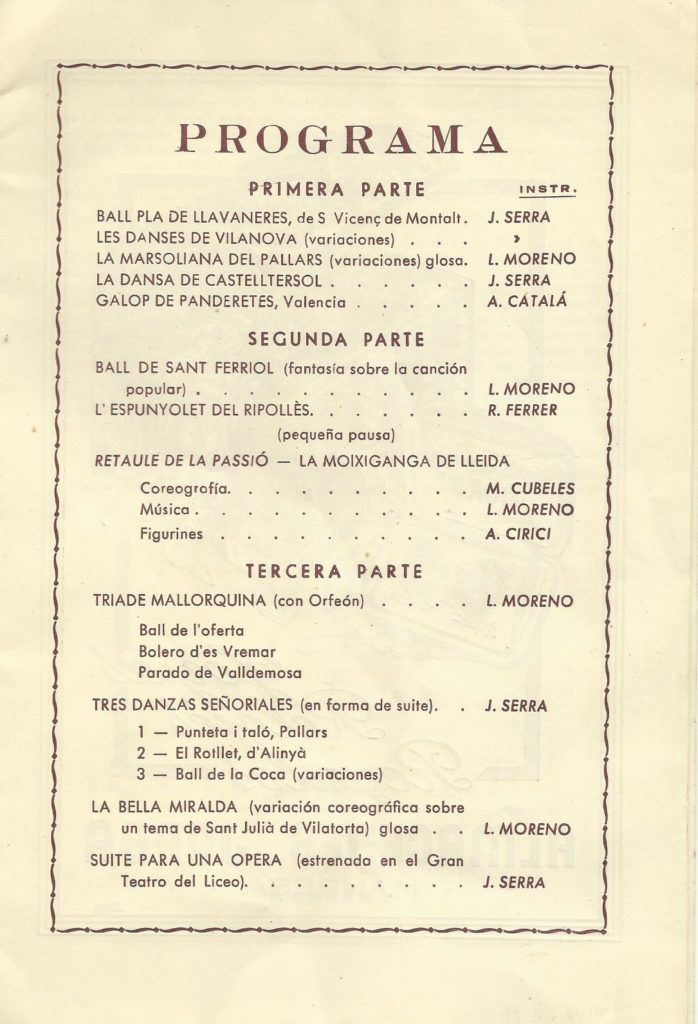 PROGRAMA
PRIMERA PARTE INSTR.
BALL PLA DE LLAVANERES, de S Vicenç de Montalt. J. SERRA
LES DANSES DE VILANOVA (variaciones) . . . »
LA MARSOLIANA DEL PALLARS (variaciones) glosa. L. MORENO
LA DANSA DE CASTELLTERSOL . . . . . . J. SERRA
GALOP DE PANDERETES, Valencia . . . . . A. CATALÁ
SEGUNDA PARTE
BALL DE SANT FERRIOL (fantasía sobre la canción
popular) . . . . . . . . . . . L. MORENO
L' ESPUNYOLET DEL RIPOLLÈS. . . . . . . R. FERRER
(pequeña pausa)
RETAULE DE LA PASSIÓ — LA MOIXIGANGA DE LLEIDA
Coreografía. . . . . . . . . . M. CUBELES
Música . . . . . . . . . . . L. MORENO
Figurines . . . . . . . . . . A. CIRICI
TERCERA PARTE
TRIADE MALLORQUINA (con Orfeón) . . . . L. MORENO
Ball de l'oferta
Bolero d'es Vremar
Parado de Valldemosa
TRES DANZAS SEÑORIALES (en forma de suite). . J. SERRA
1 — Punteta i taló, Pallars
2 — El Rotllet, d'Alinyà
3 — Ball de la Coca (variaciones)
LA BELLA MIRALDA (variación coreográfica sobre
un tema de Sant Julià de Vilatorta) glosa . . L. MORENO
SUITE PARA UNA OPERA (estrenada en el Gran
Teatro del Liceo). . . . . . . . . J. SERRA